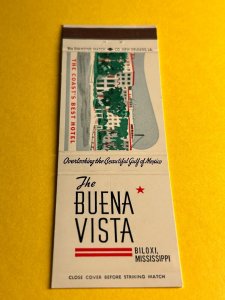 THE COAST'S BEST HOTEL
Overlooking the Beautiful Gulf of Mexico
The
BUENA
VISTA
BILOXI,
MISSISSIPPI
CLOSE COVER BEFORE STRIKING MATCH